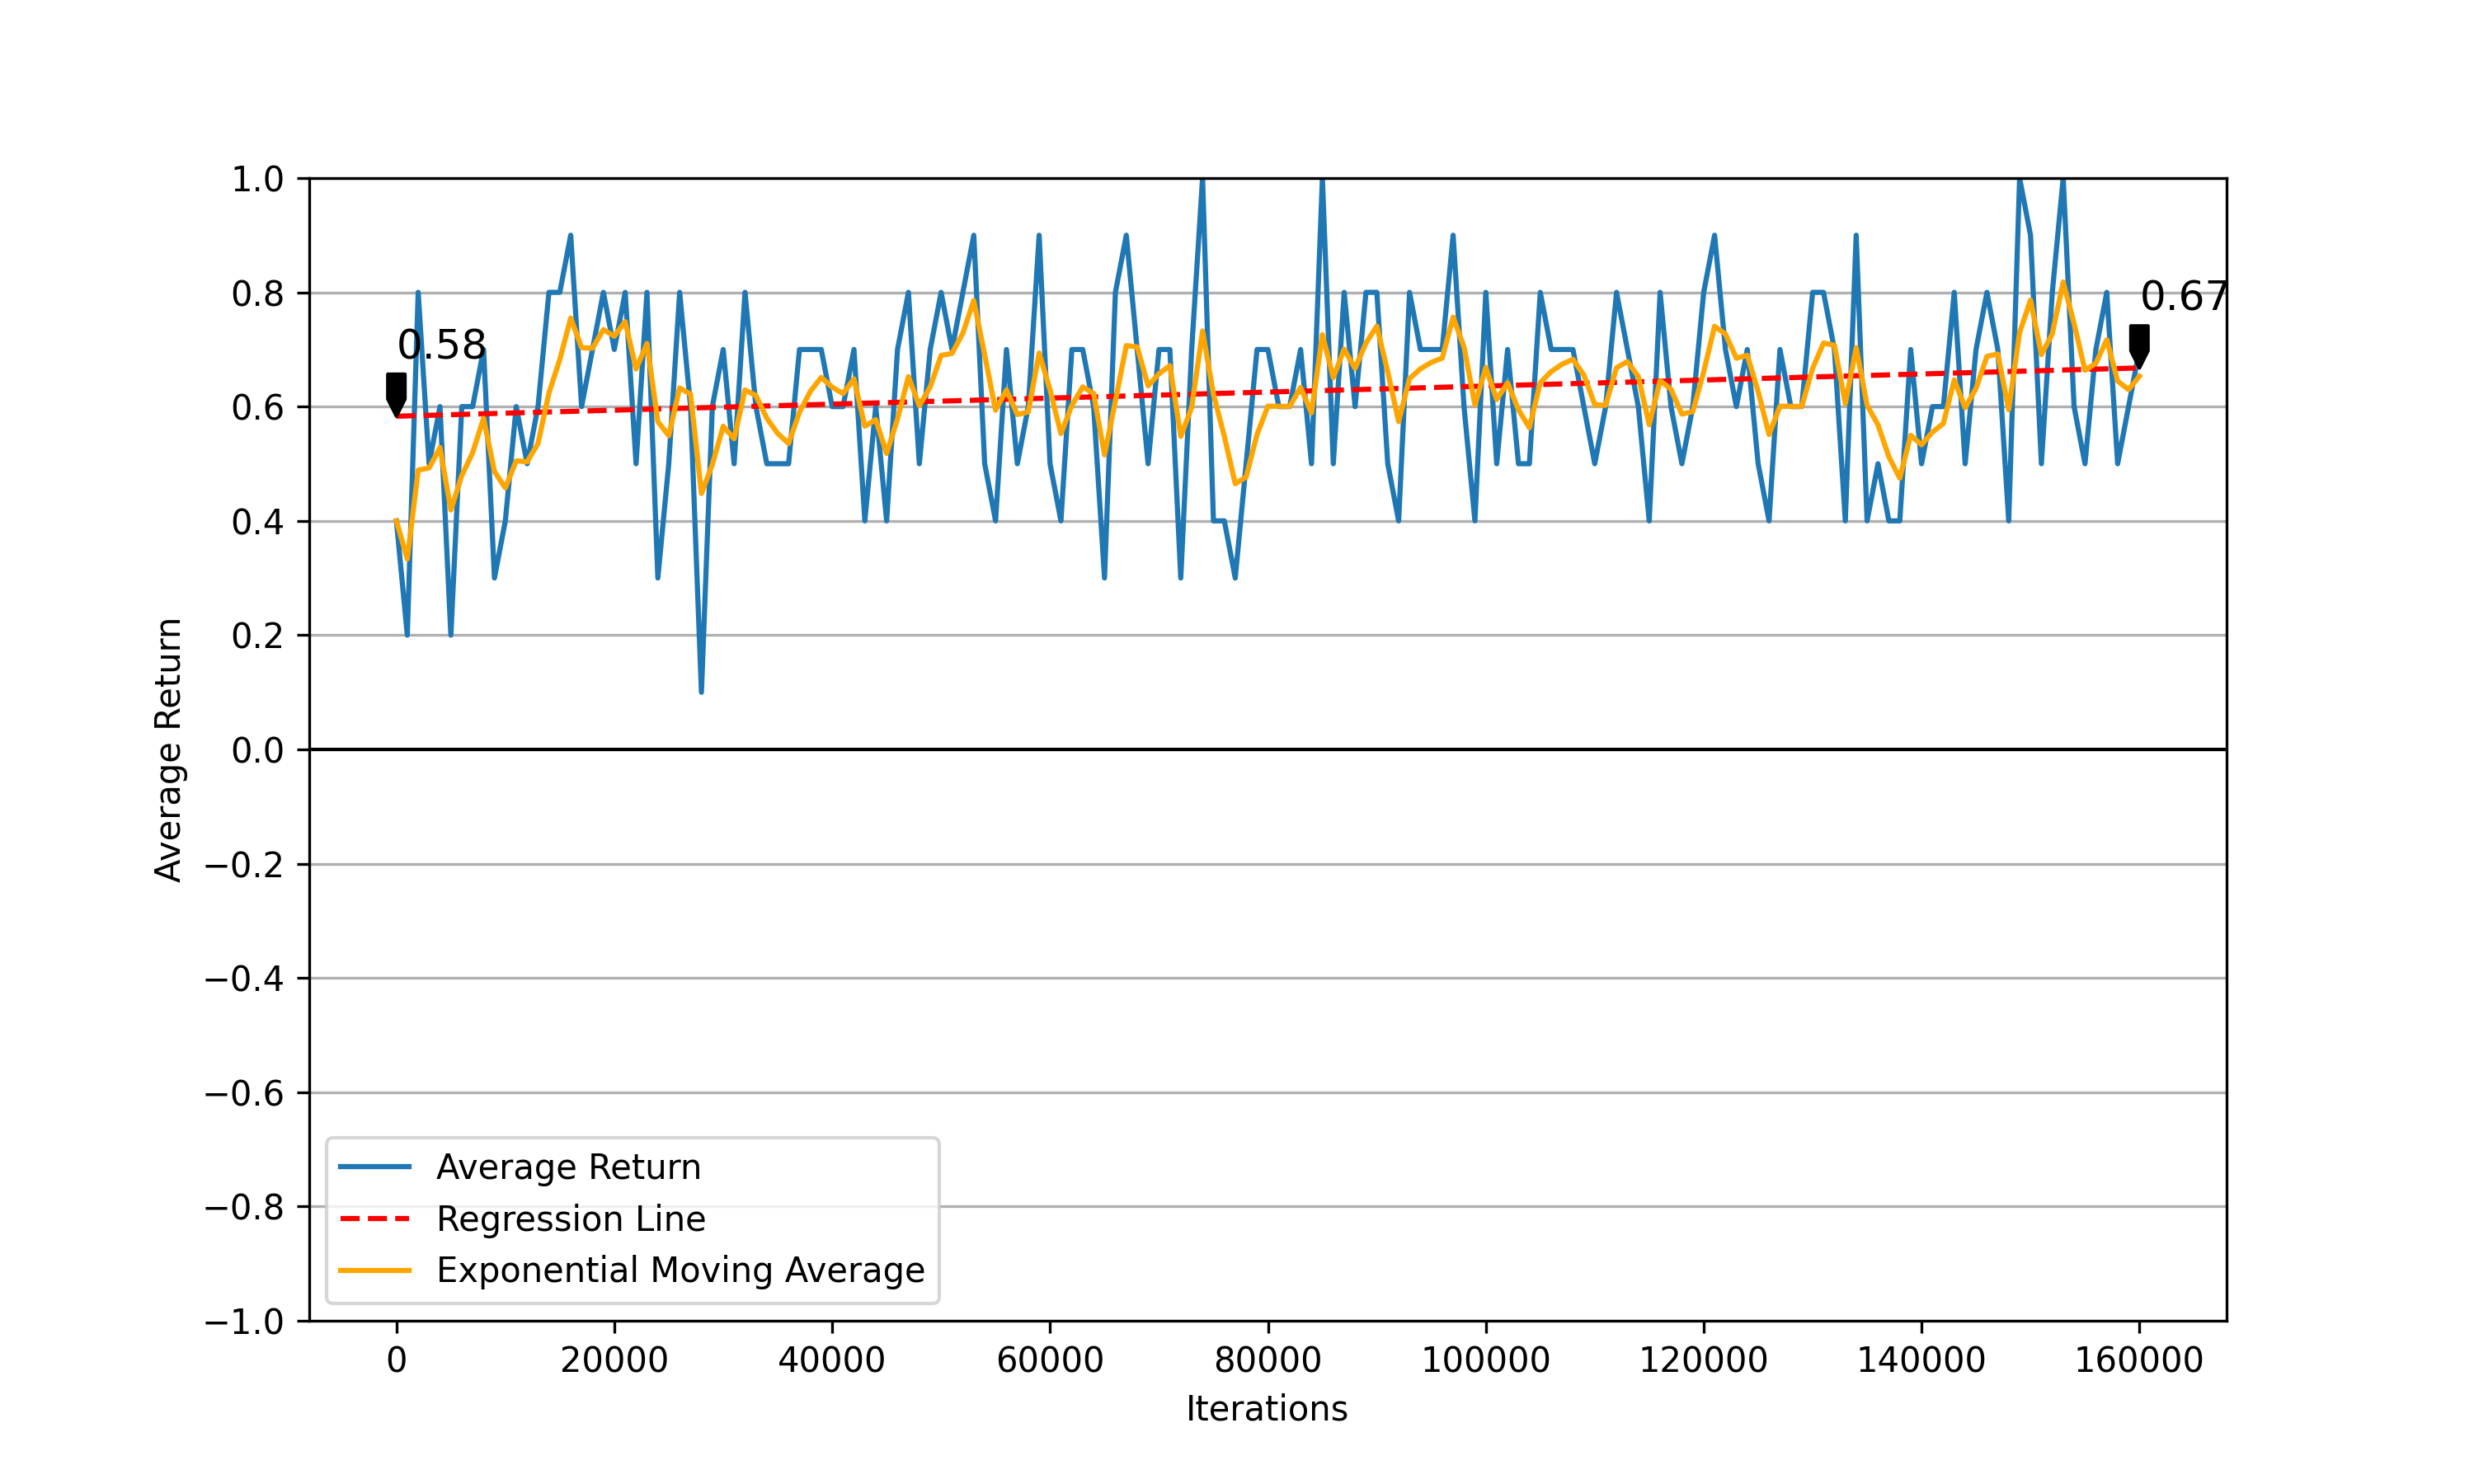 1.0
0.8
0.67
0.58
0.6
0.4
0.2
0.0
−0.2
−0.4
−0.6
−0.8
−1.0
Average Return
Average Return
Regression Line
Exponential Moving Average
0 20000 40000 60000 80000 100000 120000 140000 160000
Iterations